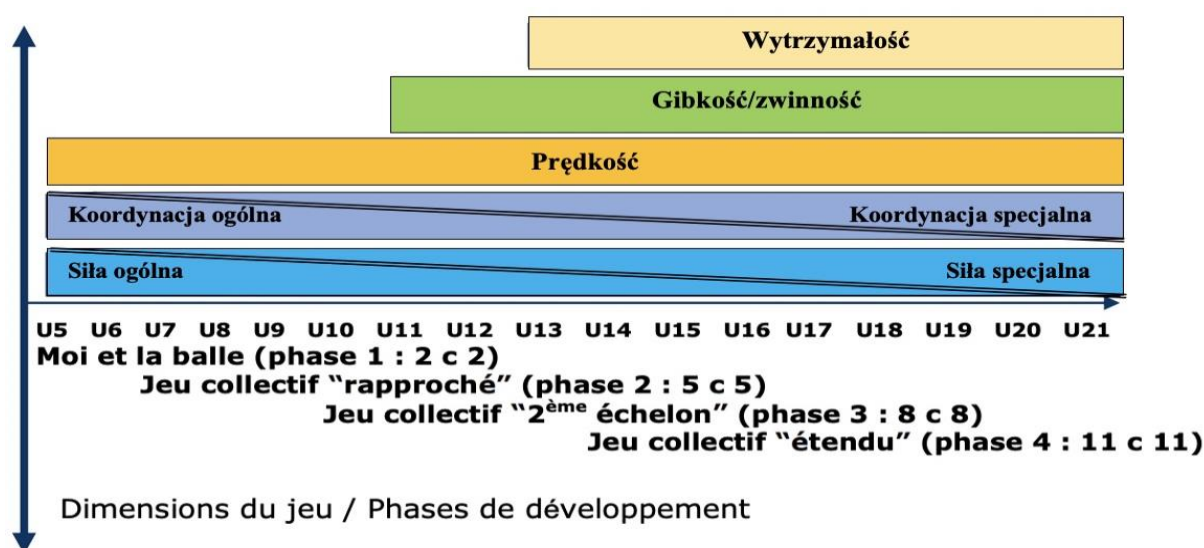 Wytrzymałość
Gibkość/zwinność
Prędkość
Koordynacja ogólna Koordynacja specjalna
Siła ogólna Siła specjalna
U5 U6 U7 U8 U9 U10 U11 U12 U13 U14 U15 U16 U17 U18 U19 U20 U21
Moi et la balle (phase 1 : 2 c 2)
Jeu collectif “rapproché” (phase 2 : 5 c 5)
Jeu collectif “2ème échelon” (phase 3 : 8 c 8)
Jeu collectif “étendu” (phase 4 : 11 c 11)
Dimensions du jeu / Phases de développement